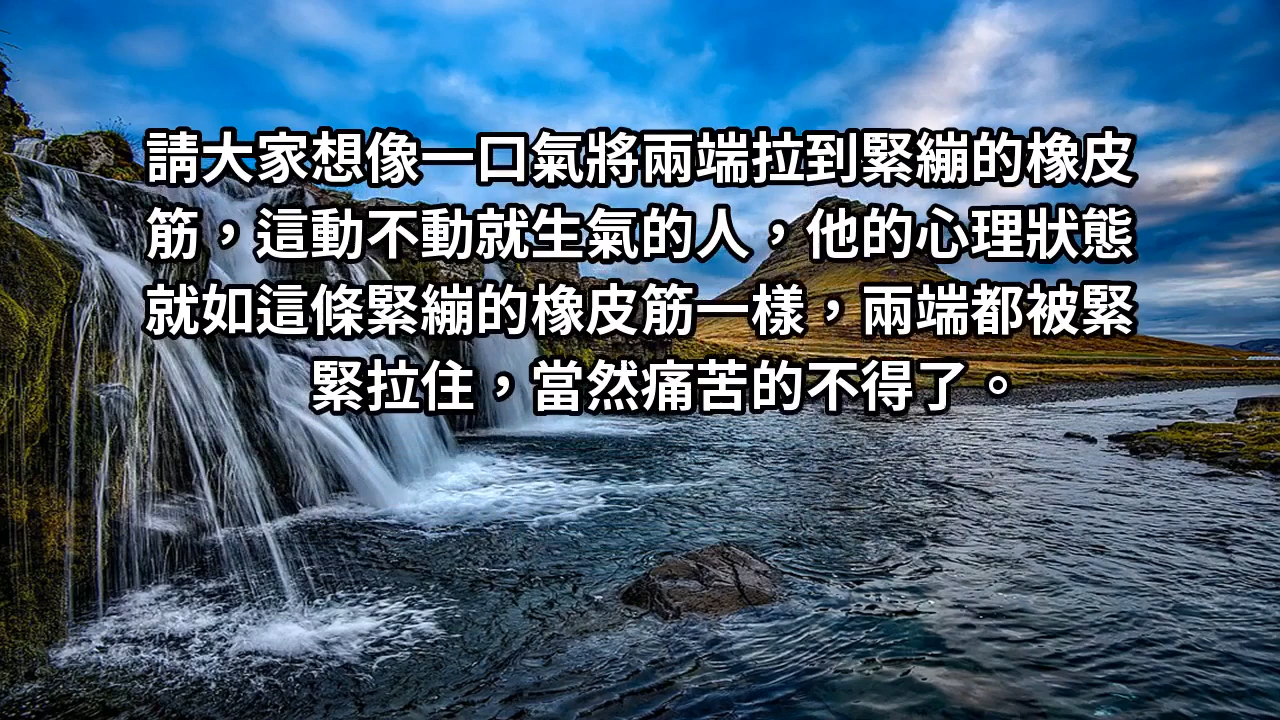 請大家想像一口氣將兩端拉到緊繃的橡皮
筋，這動不動就生氣的人，他的心理狀態
就如這條緊繃的橡皮筋一樣，兩端都被緊
緊拉住，當然痛苦的不得了。